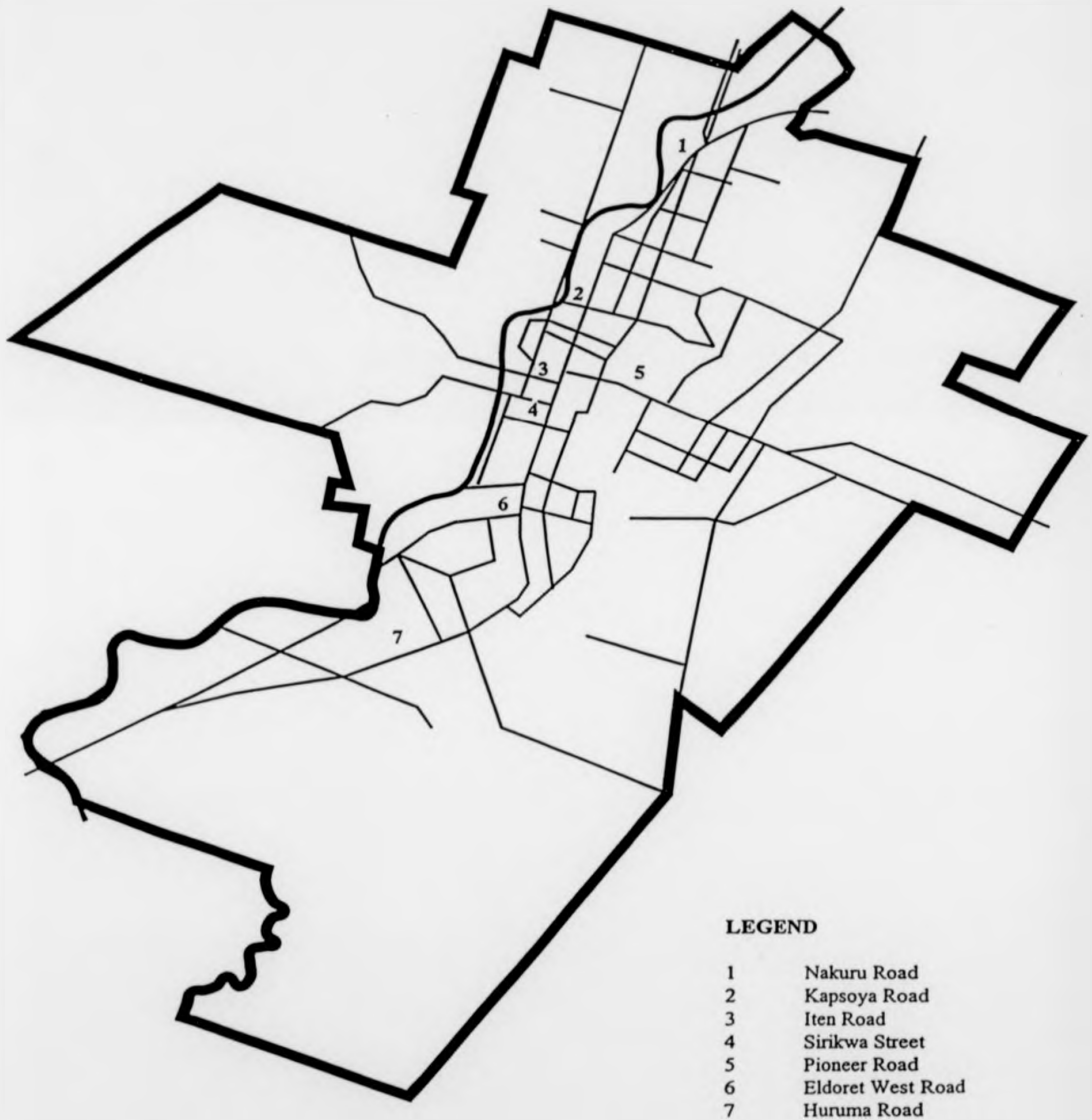 1
2
3
5
4
6
7
LEGEND
1 Nakuru Road
2 Kapsoya Road
3 Iten Road
4 Sirikwa Street
5 Pioneer Road
6 Eldoret West Road
7 Huruma Road